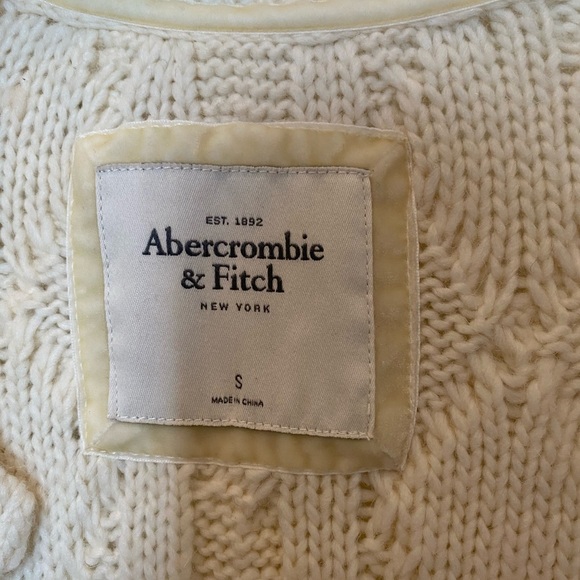 EST. 1892
Abercrombie
& Fitch
NEW YORK
S
MADE IN CHINA